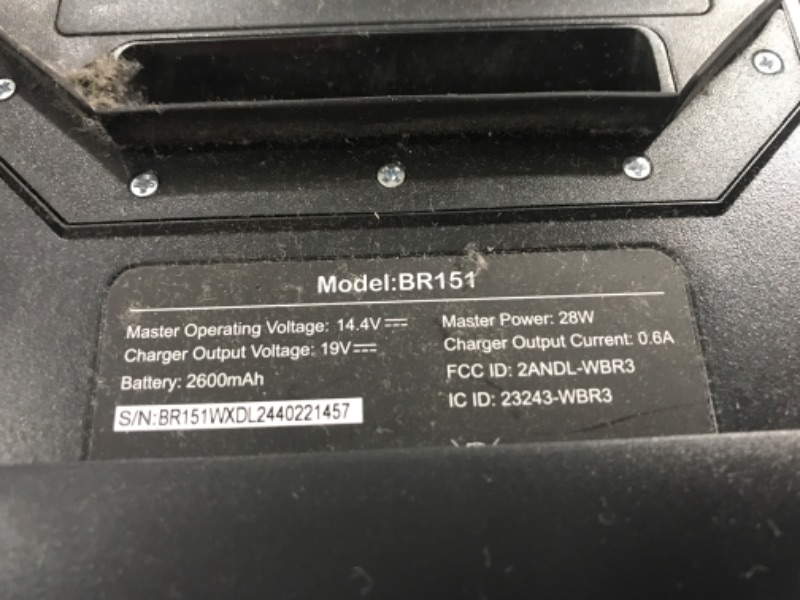 Model:BR151
Master Operating Voltage: 14.4V⎓
Master Power: 28W
Charger Output Voltage: 19V⎓
Charger Output Current: 0.6A
Battery: 2600mAh
FCC ID: 2ANDL-WBR3
S/N:BR151WXDL2440221457
IC ID: 23243-WBR3